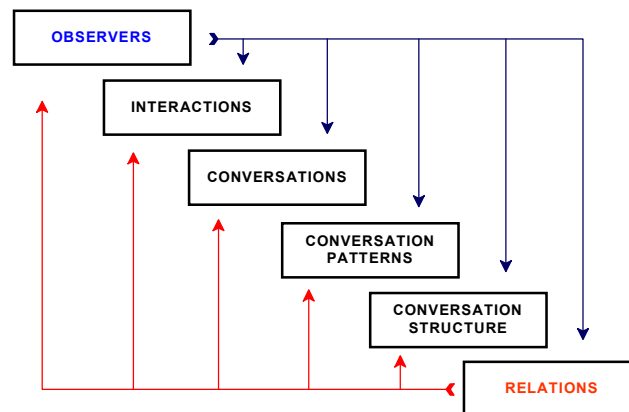 OBSERVERS
INTERACTIONS
CONVERSATIONS
CONVERSATION
PATTERNS
CONVERSATION
STRUCTURE
RELATIONS